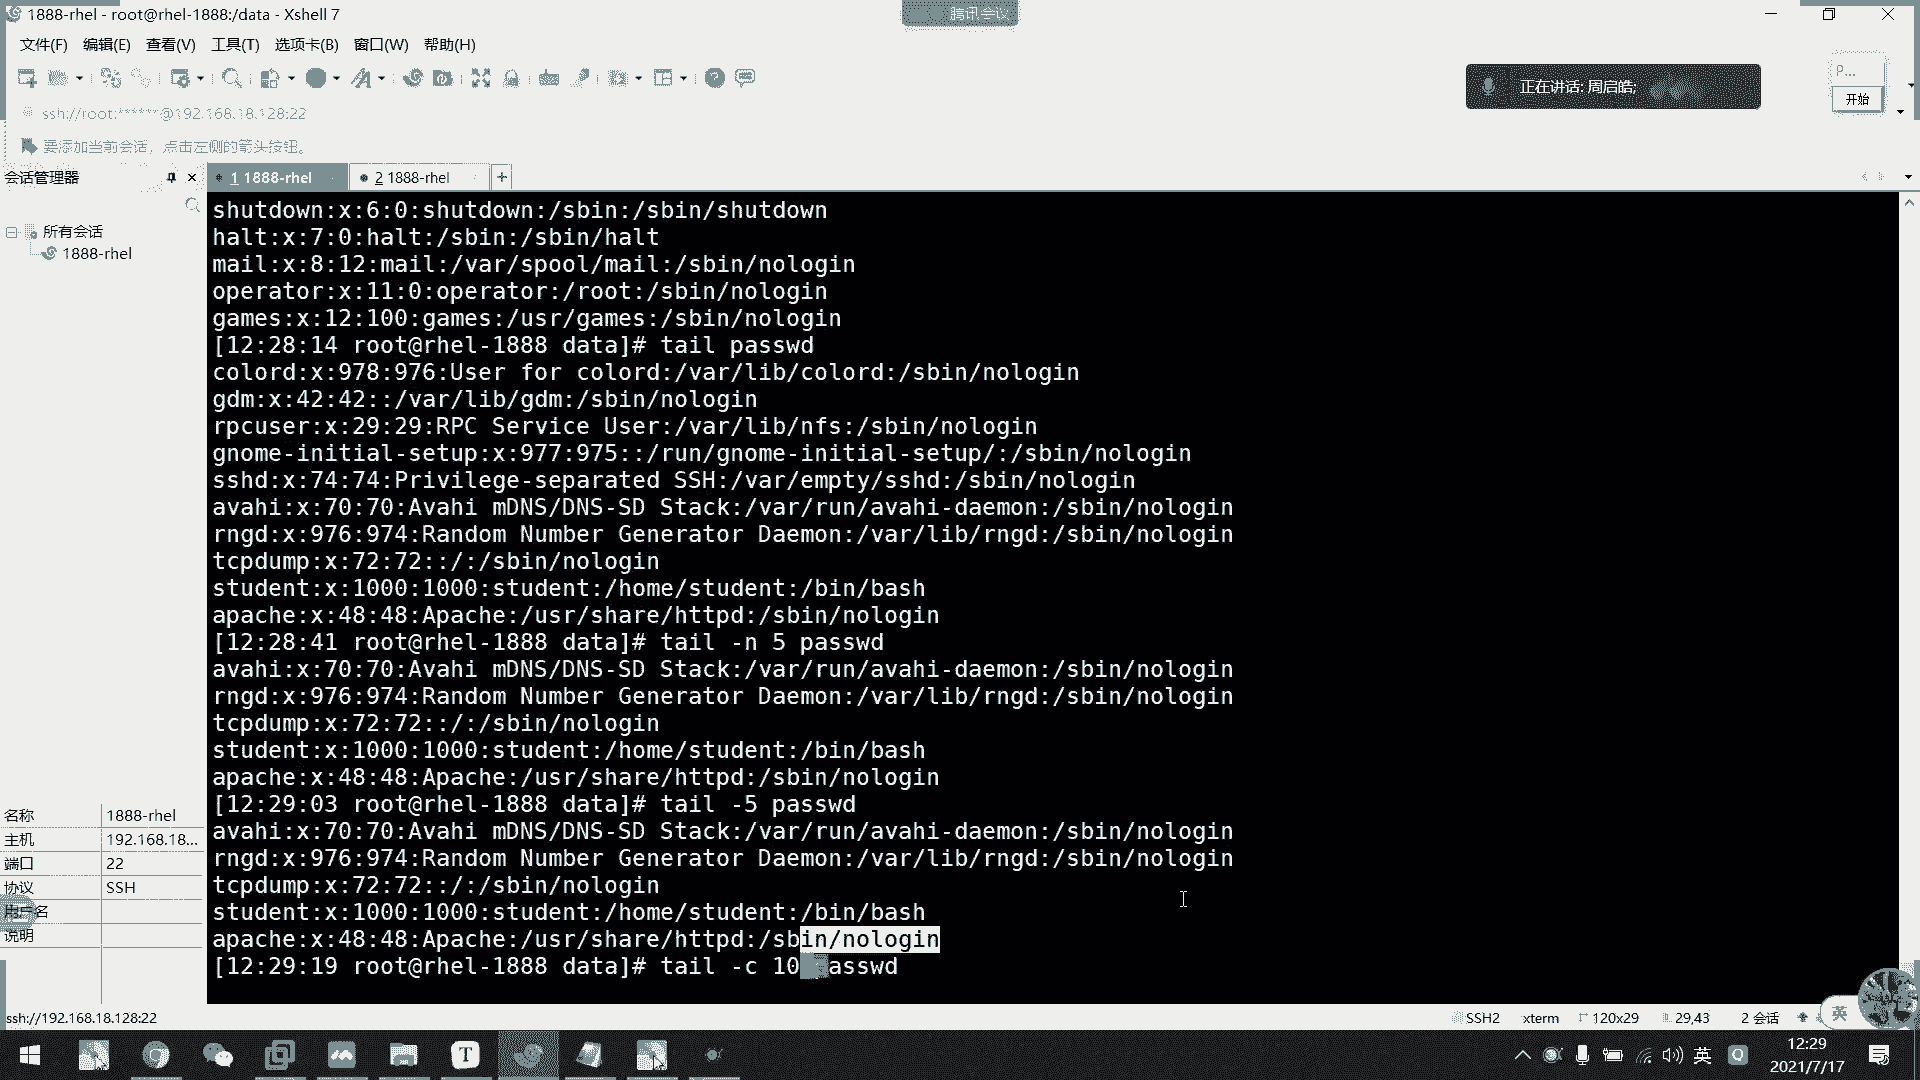 1888-rhel - root@rhel-1888:/data - Xshell 7
腾讯会议
文件(F) 编辑(E) 查看(V) 工具(T) 选项卡(B) 窗口(W) 帮助(H)
正在讲话: 周启皓;
P...
开始
ssh://root:******@192.168.18.128:22
要添加当前会话，点击左侧的箭头按钮。
会话管理器
1 1888-rhel
2 1888-rhel
所有会话
1888-rhel
shutdown:x:6:0:shutdown:/sbin:/sbin/shutdown
halt:x:7:0:halt:/sbin:/sbin/halt
mail:x:8:12:mail:/var/spool/mail:/sbin/nologin
operator:x:11:0:operator:/root:/sbin/nologin
games:x:12:100:games:/usr/games:/sbin/nologin
[12:28:14 root@rhel-1888 data]# tail passwd
colord:x:978:976:User for colord:/var/lib/colord:/sbin/nologin
gdm:x:42:42::/var/lib/gdm:/sbin/nologin
rpcuser:x:29:29:RPC Service User:/var/lib/nfs:/sbin/nologin
gnome-initial-setup:x:977:975::/run/gnome-initial-setup/:/sbin/nologin
sshd:x:74:74:Privilege-separated SSH:/var/empty/sshd:/sbin/nologin
avahi:x:70:70:Avahi mDNS/DNS-SD Stack:/var/run/avahi-daemon:/sbin/nologin
rngd:x:976:974:Random Number Generator Daemon:/var/lib/rngd:/sbin/nologin
tcpdump:x:72:72::/:/sbin/nologin
student:x:1000:1000:student:/home/student:/bin/bash
apache:x:48:48:Apache:/usr/share/httpd:/sbin/nologin
[12:28:41 root@rhel-1888 data]# tail -n 5 passwd
avahi:x:70:70:Avahi mDNS/DNS-SD Stack:/var/run/avahi-daemon:/sbin/nologin
rngd:x:976:974:Random Number Generator Daemon:/var/lib/rngd:/sbin/nologin
tcpdump:x:72:72::/:/sbin/nologin
student:x:1000:1000:student:/home/student:/bin/bash
apache:x:48:48:Apache:/usr/share/httpd:/sbin/nologin
[12:29:03 root@rhel-1888 data]# tail -5 passwd
avahi:x:70:70:Avahi mDNS/DNS-SD Stack:/var/run/avahi-daemon:/sbin/nologin
rngd:x:976:974:Random Number Generator Daemon:/var/lib/rngd:/sbin/nologin
tcpdump:x:72:72::/:/sbin/nologin
student:x:1000:1000:student:/home/student:/bin/bash
apache:x:48:48:Apache:/usr/share/httpd:/sbin/nologin
[12:29:19 root@rhel-1888 data]# tail -c 10 passwd
名称 1888-rhel
主机 192.168.18...
端口 22
协议 SSH
用户名
说明
ssh://192.168.18.128:22
SSH2 xterm 120x29 29,43 2 会话
英
英
12:29
2021/7/17